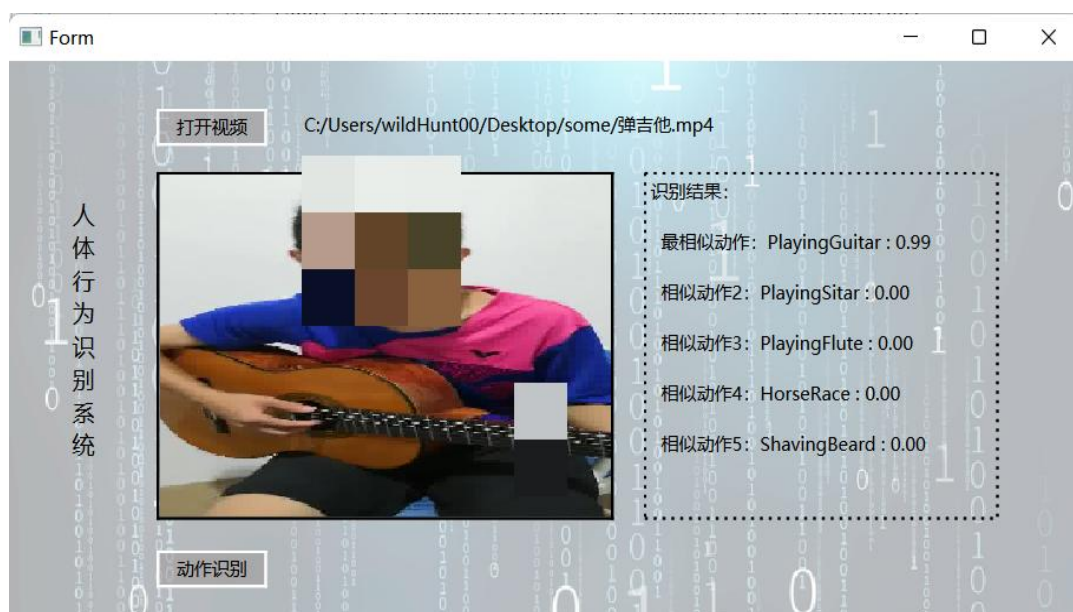 Form
打开视频
C:/Users/wildHunt00/Desktop/some/弹吉他.mp4
人体行为识别系统
识别结果：
最相似动作：PlayingGuitar : 0.99
相似动作2：PlayingSitar : 0.00
相似动作3：PlayingFlute : 0.00
相似动作4：HorseRace : 0.00
相似动作5：ShavingBeard : 0.00
动作识别